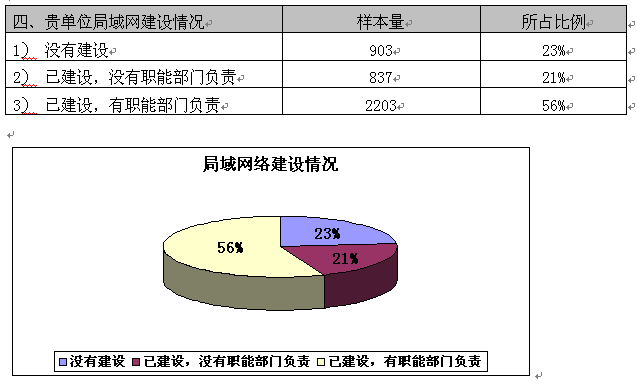 四、贵单位局域网建设情况 样本量 所占比例
1） 没有建设 903 23%
2） 已建设，没有职能部门负责 837 21%
3） 已建设，有职能部门负责 2203 56%
局域网络建设情况
23%
56%
21%
没有建设 已建设，没有职能部门负责 已建设，有职能部门负责